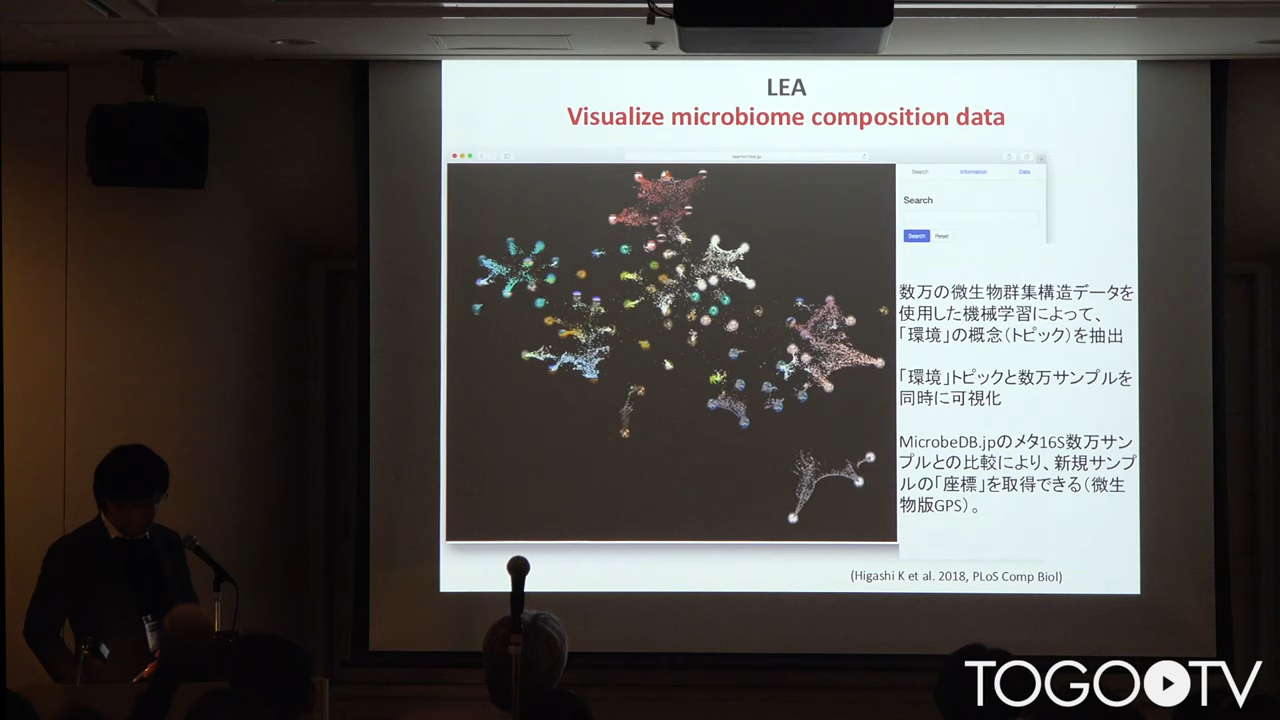 LEA
Visualize microbiome composition data
Search Information Data
Search
Search Reset
数万の微生物群集構造データを
使用した機械学習によって、
「環境」の概念（トピック）を抽出
「環境」トピックと数万サンプルを
同時に可視化
MicrobeDB.jpのメタ16S数万サン
プルとの比較により、新規サンプ
ルの「座標」を取得できる（微生
物版GPS）。
(Higashi K et al. 2018, PLoS Comp Biol)
TOGO TV